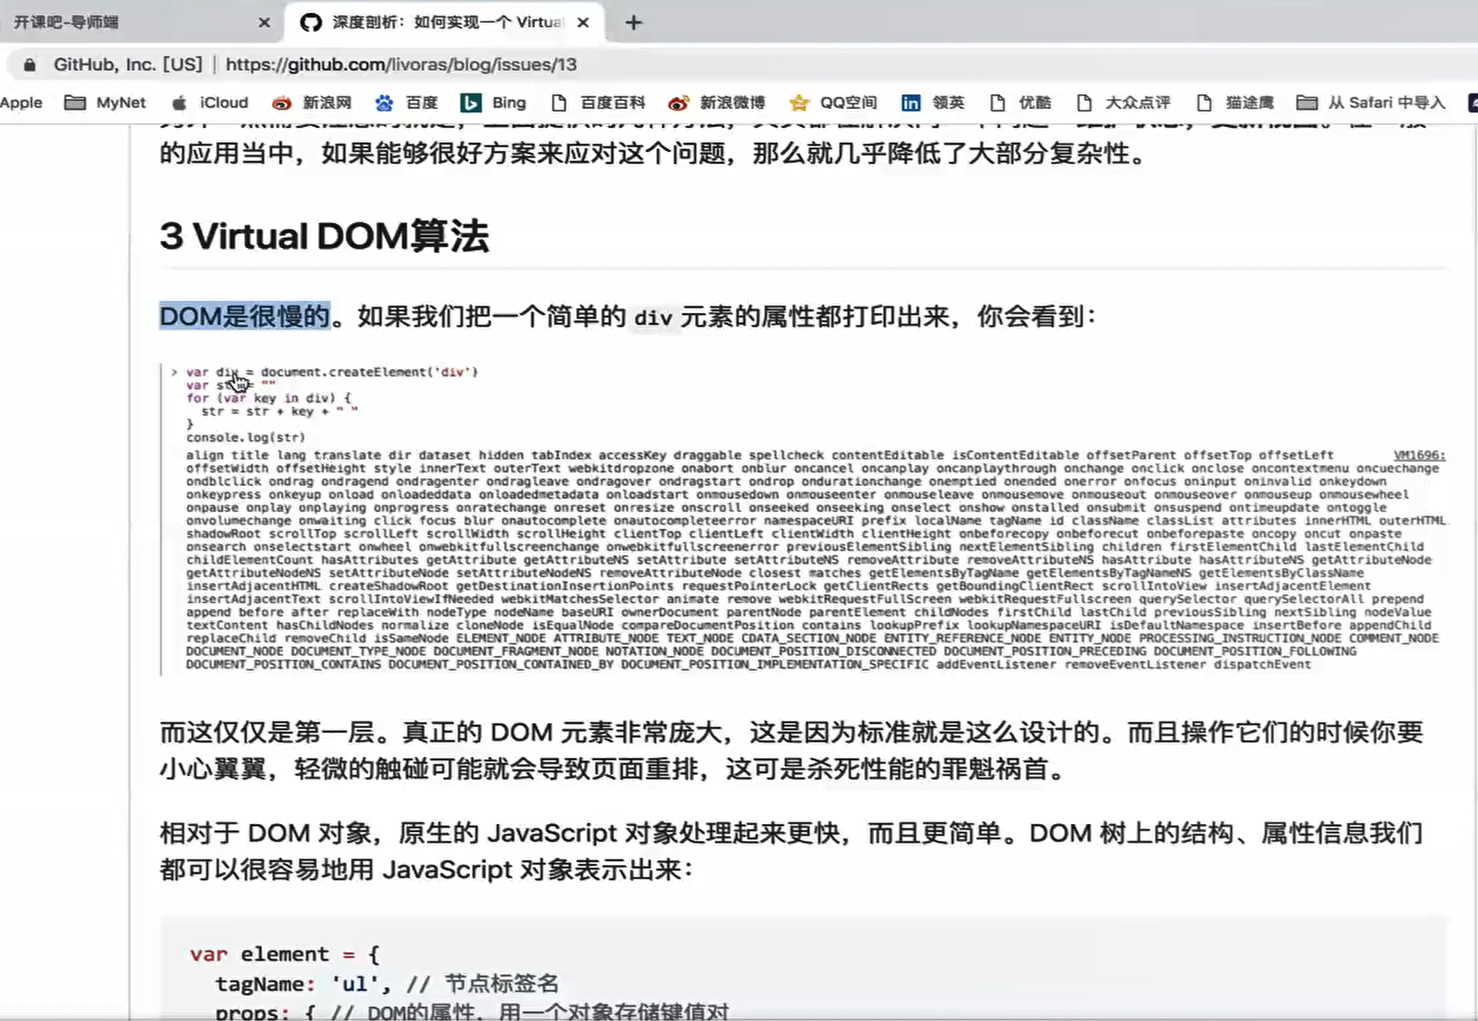 开课吧-导师端
深度剖析：如何实现一个 Virtua
GitHub, Inc. [US] | https://github.com/livoras/blog/issues/13
Apple MyNet iCloud 新浪网 百度 Bing 百度百科 新浪微博 QQ空间 领英 优酷 大众点评 猫途鹰 从 Safari 中导入
的应用当中，如果能够很好方案来应对这个问题，那么就几乎降低了大部分复杂性。
3 Virtual DOM算法
DOM是很慢的。如果我们把一个简单的 div 元素的属性都打印出来，你会看到：
> var div = document.createElement('div')
var = ""
for (var key in div) {
str = str + key + " "
}
console.log(str)
align title lang translate dir dataset hidden tabIndex accessKey draggable spellcheck contentEditable isContentEditable offsetParent offsetTop offsetLeft VM1696:
offsetWidth offsetHeight style innerText outerText webkitdropzone onabort onblur oncancel oncanplay oncanplaythrough onchange onclick onclose oncontextmenu oncuechange
ondblclick ondrag ondragend ondragenter ondragleave ondragover ondragstart ondrop ondurationchange onemptied onended onerror onfocus oninput oninvalid onkeydown
onkeypress onkeyup onload onloadeddata onloadedmetadata onloadstart onmousedown onmouseenter onmouseleave onmousemove onmouseout onmouseover onmouseup onmousewheel
onpause onplay onplaying onprogress onratechange onreset onresize onscroll onseeked onseeking onselect onshow onstalled onsubmit onsuspend ontimeupdate ontoggle
onvolumechange onwaiting click focus blur onautocomplete onautocompleteerror namespaceURI prefix localName tagName id className classList attributes innerHTML outerHTML
shadowRoot scrollTop scrollLeft scrollWidth scrollHeight clientTop clientLeft clientWidth clientHeight onbeforecopy onbeforecut onbeforepaste oncopy oncut onpaste
onsearch onselectstart onwheel onwebkitfullscreenchange onwebkitfullscreenerror previousElementSibling nextElementSibling children firstElementChild lastElementChild
childElementCount hasAttributes getAttribute getAttributeNS setAttribute setAttributeNS removeAttribute removeAttributeNS hasAttribute hasAttributeNS getAttributeNode
getAttributeNodeNS setAttributeNode setAttributeNodeNS removeAttributeNode closest matches getElementsByTagName getElementsByTagNameNS getElementsByClassName
insertAdjacentHTML createShadowRoot getDestinationInsertionPoints requestPointerLock getClientRects getBoundingClientRect scrollIntoView insertAdjacentElement
insertAdjacentText scrollIntoViewIfNeeded webkitMatchesSelector animate remove webkitRequestFullScreen webkitRequestFullscreen querySelector querySelectorAll prepend
append before after replaceWith nodeType nodeName baseURI ownerDocument parentNode parentElement childNodes firstChild lastChild previousSibling nextSibling nodeValue
textContent hasChildNodes normalize cloneNode isEqualNode compareDocumentPosition contains lookupPrefix lookupNamespaceURI isDefaultNamespace insertBefore appendChild
replaceChild removeChild isSameNode ELEMENT_NODE ATTRIBUTE_NODE TEXT_NODE CDATA_SECTION_NODE ENTITY_REFERENCE_NODE ENTITY_NODE PROCESSING_INSTRUCTION_NODE COMMENT_NODE
DOCUMENT_NODE DOCUMENT_TYPE_NODE DOCUMENT_FRAGMENT_NODE NOTATION_NODE DOCUMENT_POSITION_DISCONNECTED DOCUMENT_POSITION_PRECEDING DOCUMENT_POSITION_FOLLOWING
DOCUMENT_POSITION_CONTAINS DOCUMENT_POSITION_CONTAINED_BY DOCUMENT_POSITION_IMPLEMENTATION_SPECIFIC addEventListener removeEventListener dispatchEvent
而这仅仅是第一层。真正的 DOM 元素非常庞大，这是因为标准就是这么设计的。而且操作它们的时候你要
小心翼翼，轻微的触碰可能就会导致页面重排，这可是杀死性能的罪魁祸首。
相对于 DOM 对象，原生的 JavaScript 对象处理起来更快，而且更简单。DOM 树上的结构、属性信息我们
都可以很容易地用 JavaScript 对象表示出来：
var element = {
tagName: 'ul', // 节点标签名
props: { // DOM的属性，用一个对象存储键值对